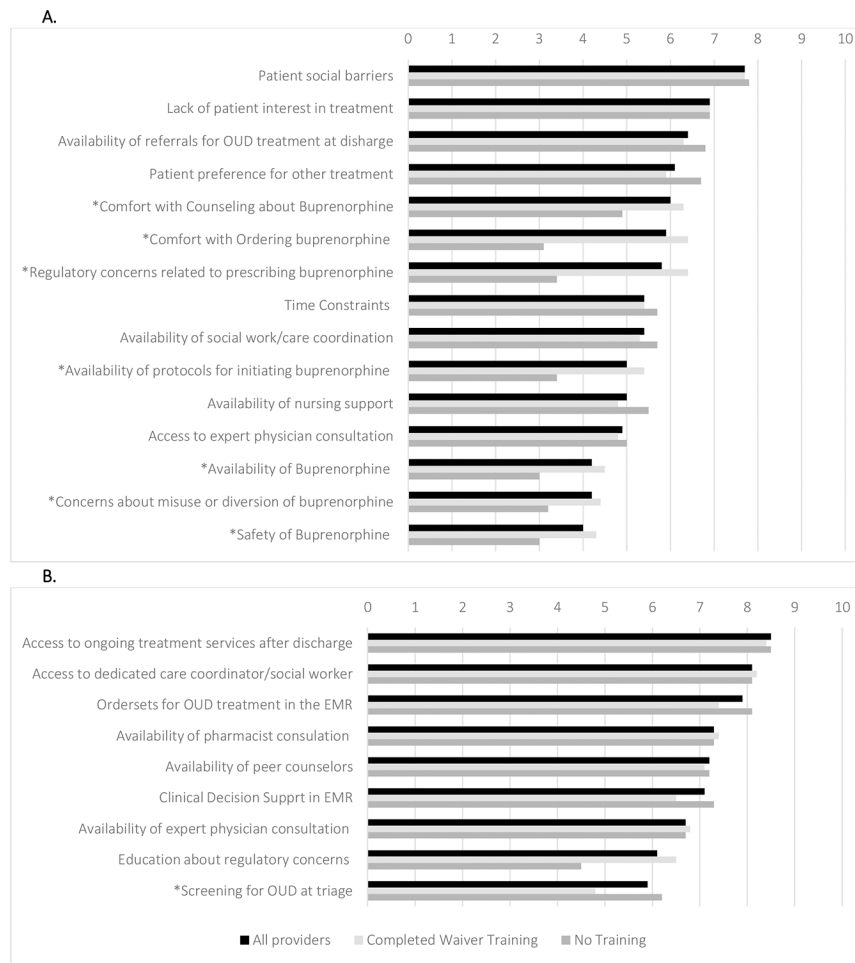 A.
0 1 2 3 4 5 6 7 8 9 10
Patient social barriers
Lack of patient interest in treatment
Availability of referrals for OUD treatment at disharge
Patient preference for other treatment
*Comfort with Counseling about Buprenorphine
*Comfort with Ordering buprenorphine
*Regulatory concerns related to prescribing buprenorphine
Time Constraints
Availability of social work/care coordination
*Availability of protocols for initiating buprenorphine
Availability of nursing support
Access to expert physician consultation
*Availability of Buprenorphine
*Concerns about misuse or diversion of buprenorphine
*Safety of Buprenorphine
B.
0 1 2 3 4 5 6 7 8 9 10
Access to ongoing treatment services after discharge
Access to dedicated care coordinator/social worker
Ordersets for OUD treatment in the EMR
Availability of pharmacist consulation
Availability of peer counselors
Clinical Decision Supprt in EMR
Availability of expert physician consultation
Education about regulatory concerns
*Screening for OUD at triage
All providers Completed Waiver Training No Training